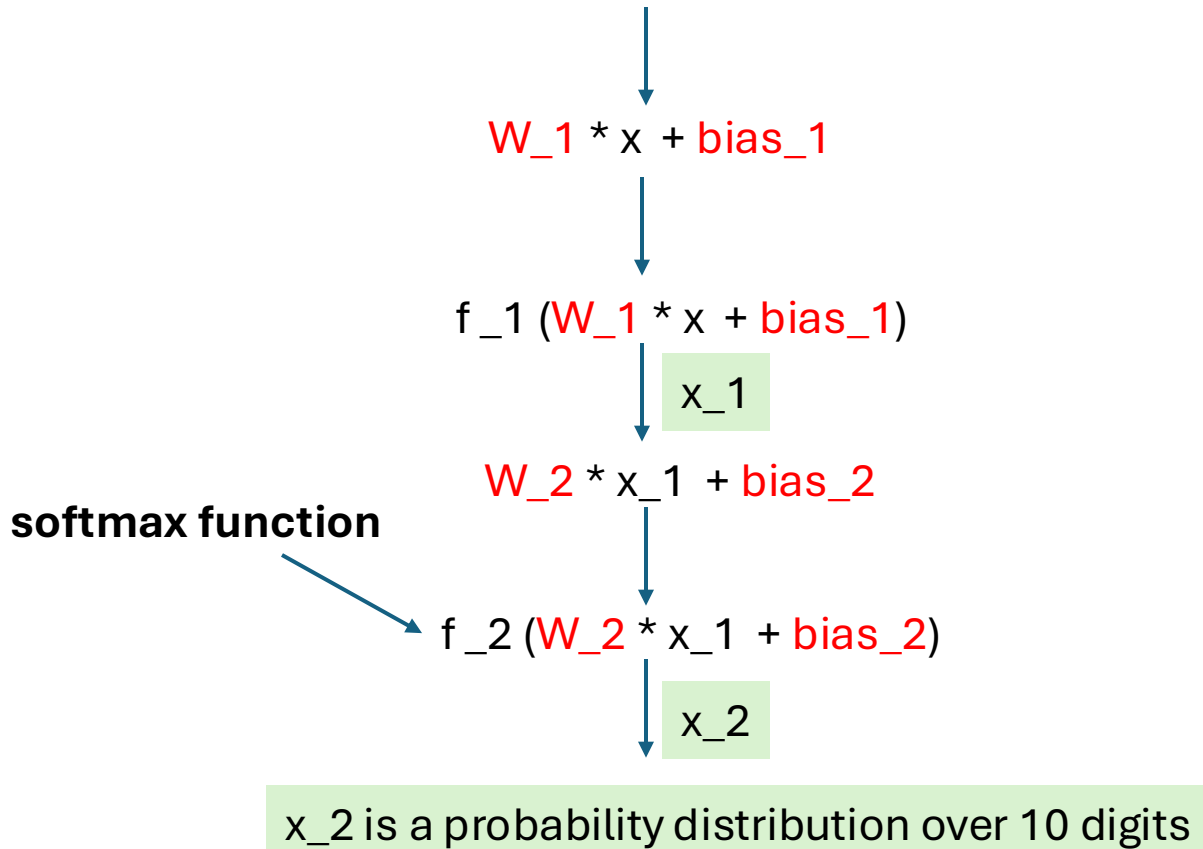 W_1 * x + bias_1
f _1 (W_1 * x + bias_1)
x_1
W_2 * x_1 + bias_2
softmax function
f _2 (W_2 * x_1 + bias_2)
x_2
x_2 is a probability distribution over 10 digits